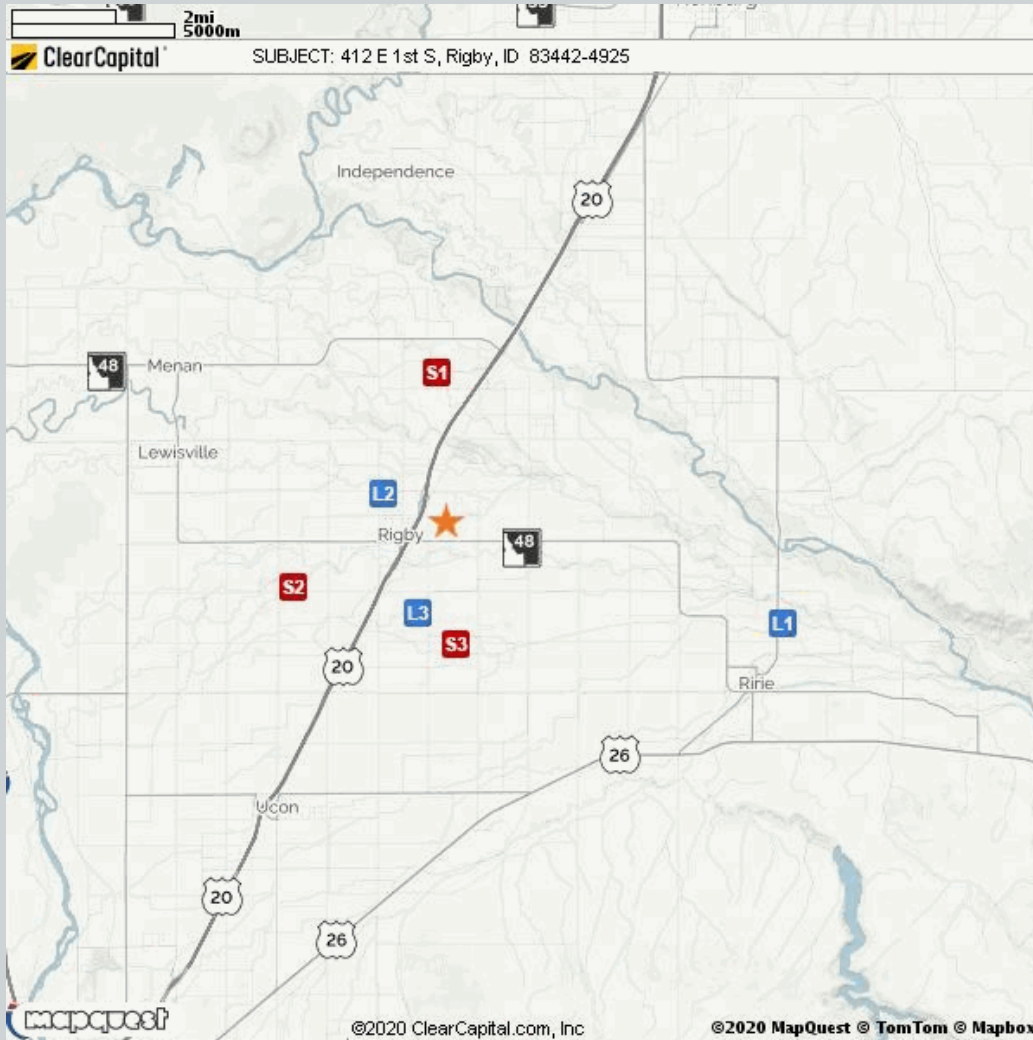 2mi
5000m
ClearCapital
SUBJECT: 412 E 1st S, Rigby, ID 83442-4925
Independence
20
48
Menan
S1
Lewisville
L2
Rigby
48
S2
L3
L1
S3
20
Ririe
26
Ucon
20
26
mapquest
©2020 ClearCapital.com, Inc
©2020 MapQuest © TomTom © Mapbox